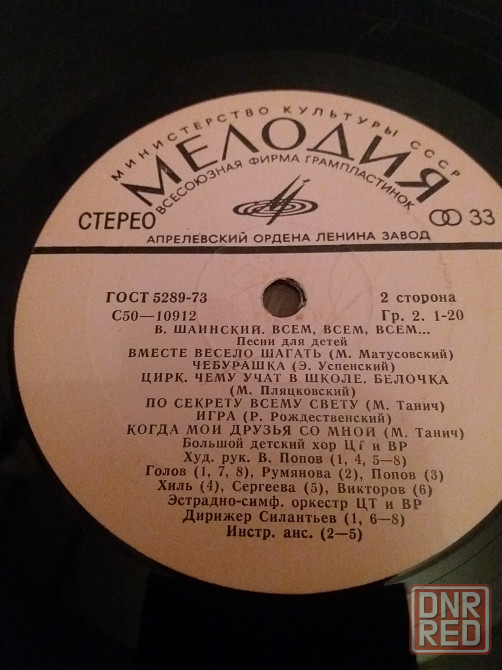 МИНИСТЕРСТВО КУЛЬТУРЫ СССР
МЕЛОДИЯ
ВСЕСОЮЗНАЯ ФИРМА ГРАМПЛАСТИНОК
СТЕРЕО
33
АПРЕЛЕВСКИЙ ОРДЕНА ЛЕНИНА ЗАВОД
ГОСТ 5289-73 2 сторона
С50—10912 Гр. 2. 1-20
В. ШАИНСКИЙ. ВСЕМ, ВСЕМ, ВСЕМ...
Песни для детей
ВМЕСТЕ ВЕСЕЛО ШАГАТЬ (М. Матусовский)
ЧЕБУРАШКА (Э. Успенский)
ЦИРК. ЧЕМУ УЧАТ В ШКОЛЕ. БЕЛОЧКА
(М. Пляцковский)
ПО СЕКРЕТУ ВСЕМУ СВЕТУ (М. Танич)
ИГРА (Р. Рождественский)
КОГДА МОИ ДРУЗЬЯ СО МНОЙ (М. Танич)
Большой детский хор ЦТ и ВР
Худ. рук. В. Попов (1, 4, 5—8)
Голов (1, 7, 8), Румянова (2), Попов (3)
Хиль (4), Сергеева (5), Викторов (6)
Эстрадно-симф. оркестр ЦТ и ВР
Дирижер Силантьев (1, 6—8)
Инстр. анс. (2—5)
DNR
RED